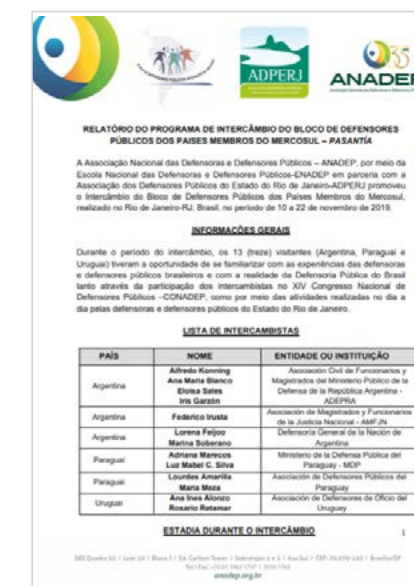 ADPERJ
35
ANADEP
RELATÓRIO DO PROGRAMA DE INTERCÂMBIO DO BLOCO DE DEFENSORES
PÚBLICOS DOS PAISES MEMBROS DO MERCOSUL – PASANTÍA
A Associação Nacional das Defensoras e Defensores Públicos – ANADEP, por meio da
Escola Nacional das Defensoras e Defensores Públicos-ENADEP em parceria com a
Associação dos Defensores Públicos do Estado do Rio de Janeiro-ADPERJ promoveu
o Intercâmbio do Bloco de Defensores Públicos dos Países Membros do Mercosul,
realizado no Rio de Janeiro-RJ, Brasil, no período de 10 a 22 de novembro de 2019.
INFORMACÕES GERAIS
Durante o período do intercâmbio, os 13 (treze) visitantes (Argentina, Paraguai e
Uruguai) tiveram a oportunidade de se familiarizar com as experiências das defensoras
e defensores públicos brasileiros e com a realidade da Defensoria Pública do Brasil
tanto através da participação dos intercambistas no XIV Congresso Nacional de
Defensores Públicos –CONADEP, como por meio das atividades realizadas no dia a
dia pelas defensoras e defensores públicos do Estado do Rio de Janeiro.
LISTA DE INTERCAMBISTAS
PAÍS NOME ENTIDADE OU INSTITUIÇÃO
Argentina
Alfredo Konning
Ana Maria Blanco
Eloisa Sales
Iris Garzón
Asociación Civil de Funcionarios y
Magistrados del Ministerio Público de la
Defensa de la República Argentina -
ADEPRA
Argentina
Federico Irusta
Asociación de Magistrados y Funcionarios
de la Justicia Nacional - AMFJN
Argentina
Lorena Feijoo
Marina Soberano
Defensoría General de la Nación de
Argentina
Paraguai
Adriana Marecos
Luz Mabel C. Silva
Ministerio de la Defensa Pública del
Paraguay - MDP
Paraguai
Lourdes Amarilla
Maria Meza
Asociación de Defensores Públicos del
Paraguay
Uruguai
Ana Ines Alonzo
Rosario Retamar
Asociación de Defensores de Oficio del
Uruguay
ESTADIA DURANTE O INTERCÂMBIO
1
anadep.org.br